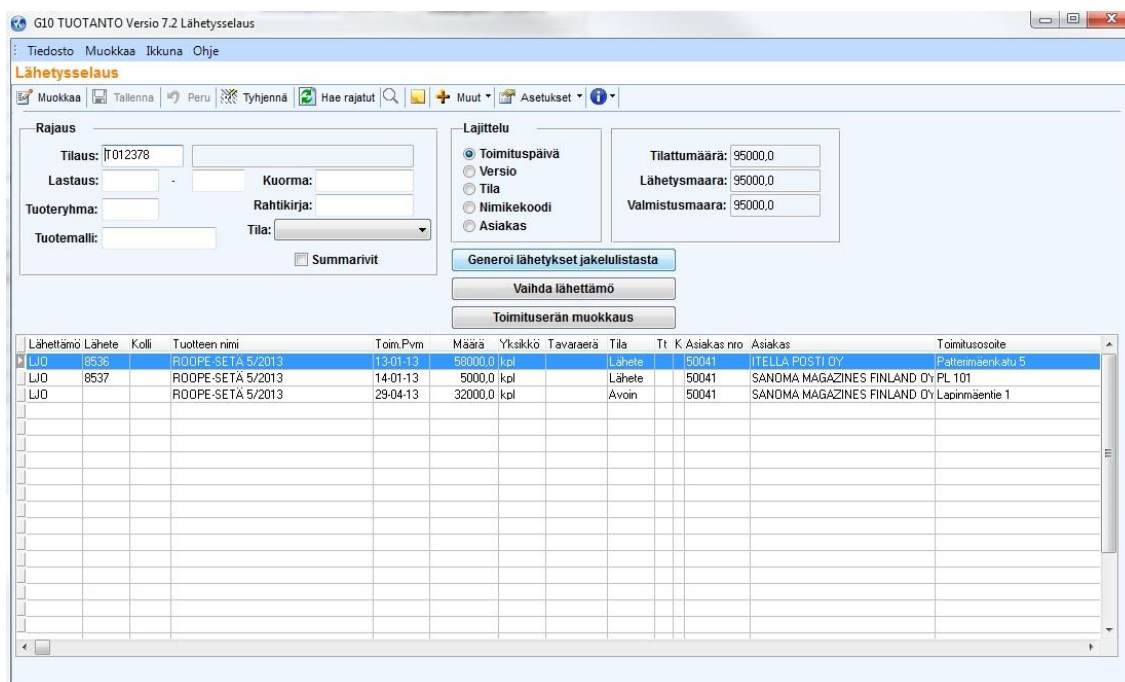 G10 TUOTANTO Versio 7.2 Lähetysselaus
Tiedosto Muokkaa Ikkuna Ohje
Lähetysselaus
Muokkaa Tallenna Peru Tyhjennä Hae rajatut Muut Asetukset
Rajaus
Tilaus: T012378
Lastaus: -
Kuorma:
Tuoteryhma:
Rahtikirja:
Tila:
Tuotemalli:
Summarivit
Lajittelu
Toimituspäivä
Versio
Tila
Nimikekoodi
Asiakas
Tilattumäärä: 95000,0
Lähetysmaara: 95000,0
Valmistusmaara: 95000,0
Generoi lähetykset jakelulistasta
Vaihda lähettämö
Toimituserän muokkaus
Lähettämö Lähete Kolli Tuotteen nimi Toim.Pvm Määrä Yksikkö Tavaraerä Tila Tt K Asiakas nro Asiakas Toimitusosoite
LJO 8536 ROOPE-SETÄ 5/2013 13-01-13 58000,0 kpl Lähete 50041 ITELLA POSTI OY Patterimäenkatu 5
LJO 8537 ROOPE-SETÄ 5/2013 14-01-13 5000,0 kpl Lähete 50041 SANOMA MAGAZINES FINLAND OY PL 101
LJO ROOPE-SETÄ 5/2013 29-04-13 32000,0 kpl Avoin 50041 SANOMA MAGAZINES FINLAND OY Lapinmäentie 1